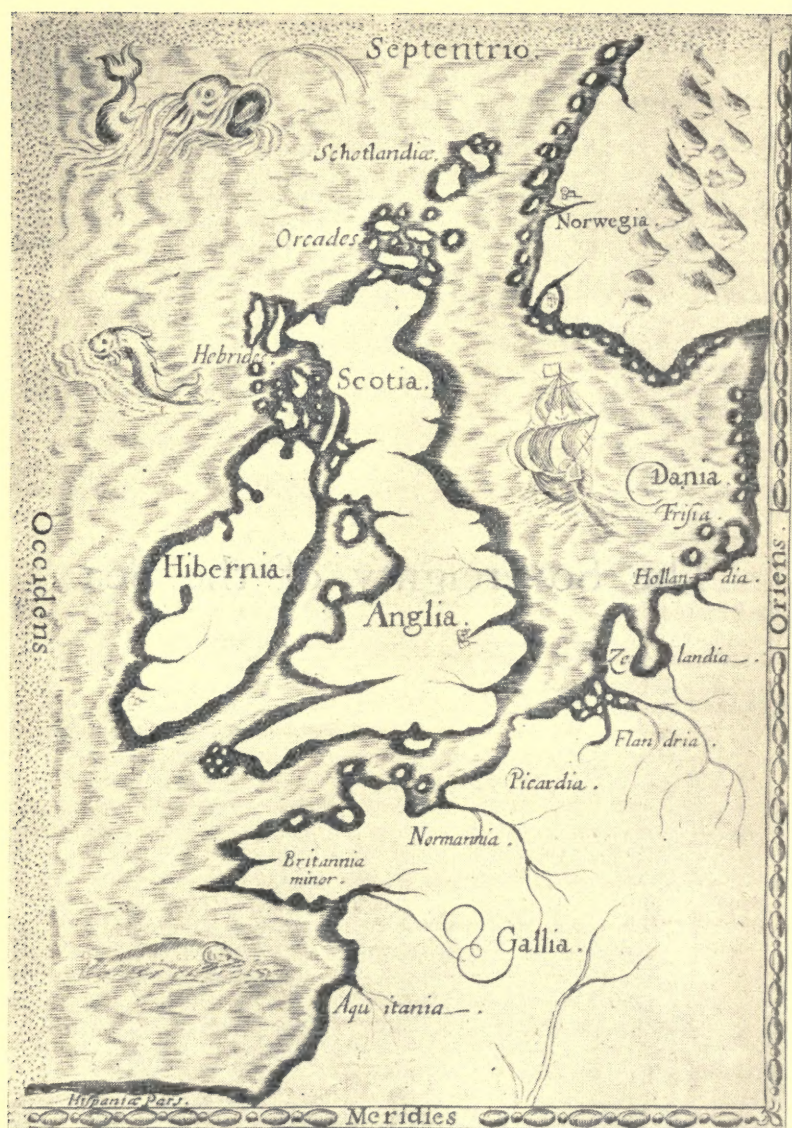 Septentrio.
Schotlandiæ.
Orcades
Norwegia.
Hebrides.
Scotia.
Dania
Frisia.
Occidens
Oriens.
Hibernia.
Hollandia.
Anglia.
Zelandia.
Flandria.
Picardia.
Normannia.
Britannia
minor.
Gallia.
Aquitania.
Hispaniæ Pars.
Meridies